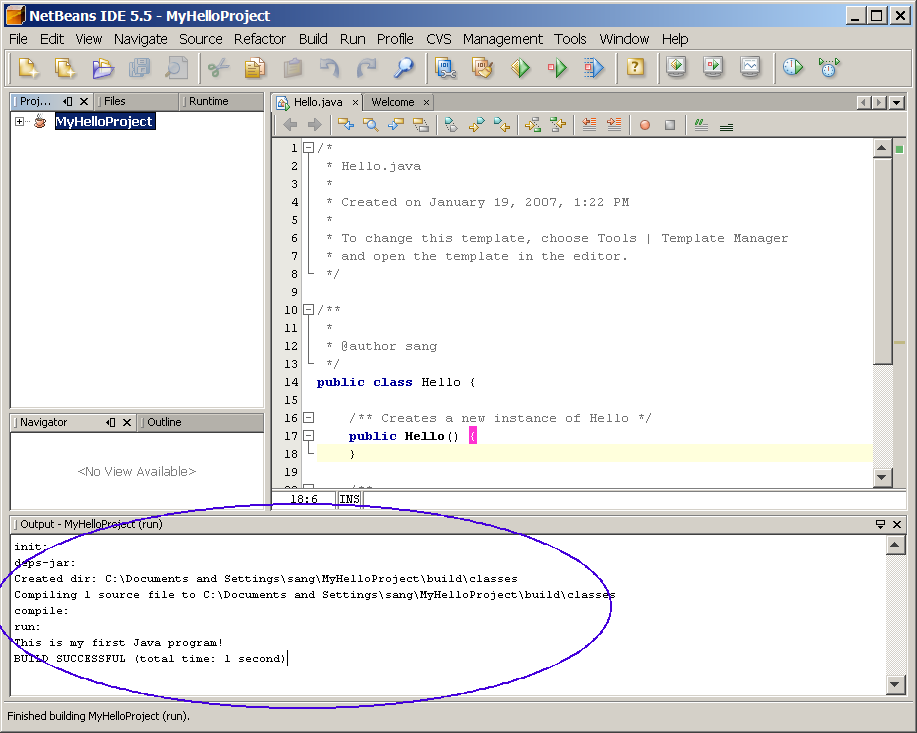 NetBeans IDE 5.5 - MyHelloProject
File Edit View Navigate Source Refactor Build Run Profile CVS Management Tools Window Help
Proj... Files Runtime
MyHelloProject
Hello.java Welcome
1 /*
2 * Hello.java
3 *
4 * Created on January 19, 2007, 1:22 PM
5 *
6 * To change this template, choose Tools | Template Manager
7 * and open the template in the editor.
8 */
9
10 /**
11 *
12 * @author sang
13 */
14 public class Hello {
15
16 /** Creates a new instance of Hello */
17 public Hello() {
18 }
19
Navigator Outline
<No View Available>
18:6 INS
Output - MyHelloProject (run)
init:
deps-jar:
Created dir: C:\Documents and Settings\sang\MyHelloProject\build\classes
Compiling 1 source file to C:\Documents and Settings\sang\MyHelloProject\build\classes
compile:
run:
This is my first Java program!
BUILD SUCCESSFUL (total time: 1 second)
Finished building MyHelloProject (run).